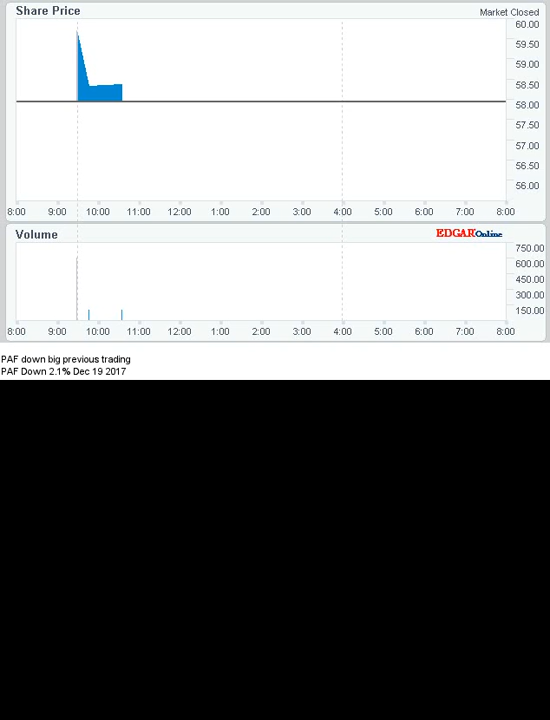 Share Price
Market Closed
60.00
59.50
59.00
58.50
58.00
57.50
57.00
56.50
56.00
8:00 9:00 10:00 11:00 12:00 1:00 2:00 3:00 4:00 5:00 6:00 7:00 8:00
Volume
EDGAROnline
750.00
600.00
450.00
300.00
150.00
8:00 9:00 10:00 11:00 12:00 1:00 2:00 3:00 4:00 5:00 6:00 7:00 8:00
PAF down big previous trading
PAF Down 2.1% Dec 19 2017